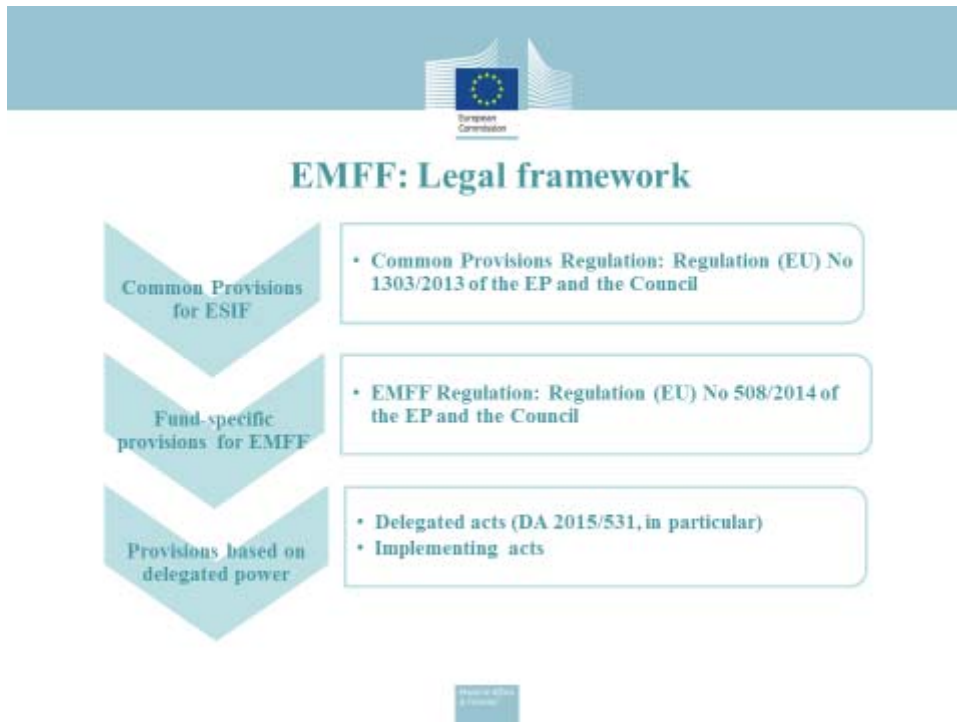 European
Commission
EMFF: Legal framework
Common Provisions
for ESIF
• Common Provisions Regulation: Regulation (EU) No
1303/2013 of the EP and the Council
Fund-specific
provisions for EMFF
• EMFF Regulation: Regulation (EU) No 508/2014 of
the EP and the Council
Provisions based on
delegated power
• Delegated acts (DA 2015/531, in particular)
• Implementing acts